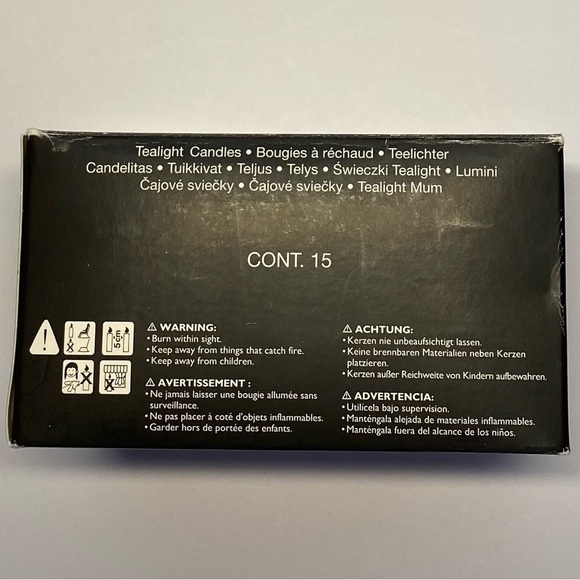 Tealight Candles • Bougies à réchaud • Teelichter
Candelitas • Tuikkivat • Teljus • Telys • Świeczki Tealight • Lumini
Čajové sviečky • Čajové sviečky • Tealight Mum
CONT. 15
5 cm
⚠ WARNING:
• Burn within sight.
• Keep away from things that catch fire.
• Keep away from children.
⚠ AVERTISSEMENT :
• Ne jamais laisser une bougie allumée sans
surveillance.
• Ne pas placer à coté d'objets inflammables.
• Garder hors de portée des enfants.
⚠ ACHTUNG:
• Kerzen nie unbeaufsichtigt lassen.
• Keine brennbaren Materialien neben Kerzen
platzieren.
• Kerzen außer Reichweite von Kindern aufbewahren.
⚠ ADVERTENCIA:
• Utilícela bajo supervision.
• Manténgala alejada de materiales inflammables.
• Manténgala fuera del alcance de los niños.